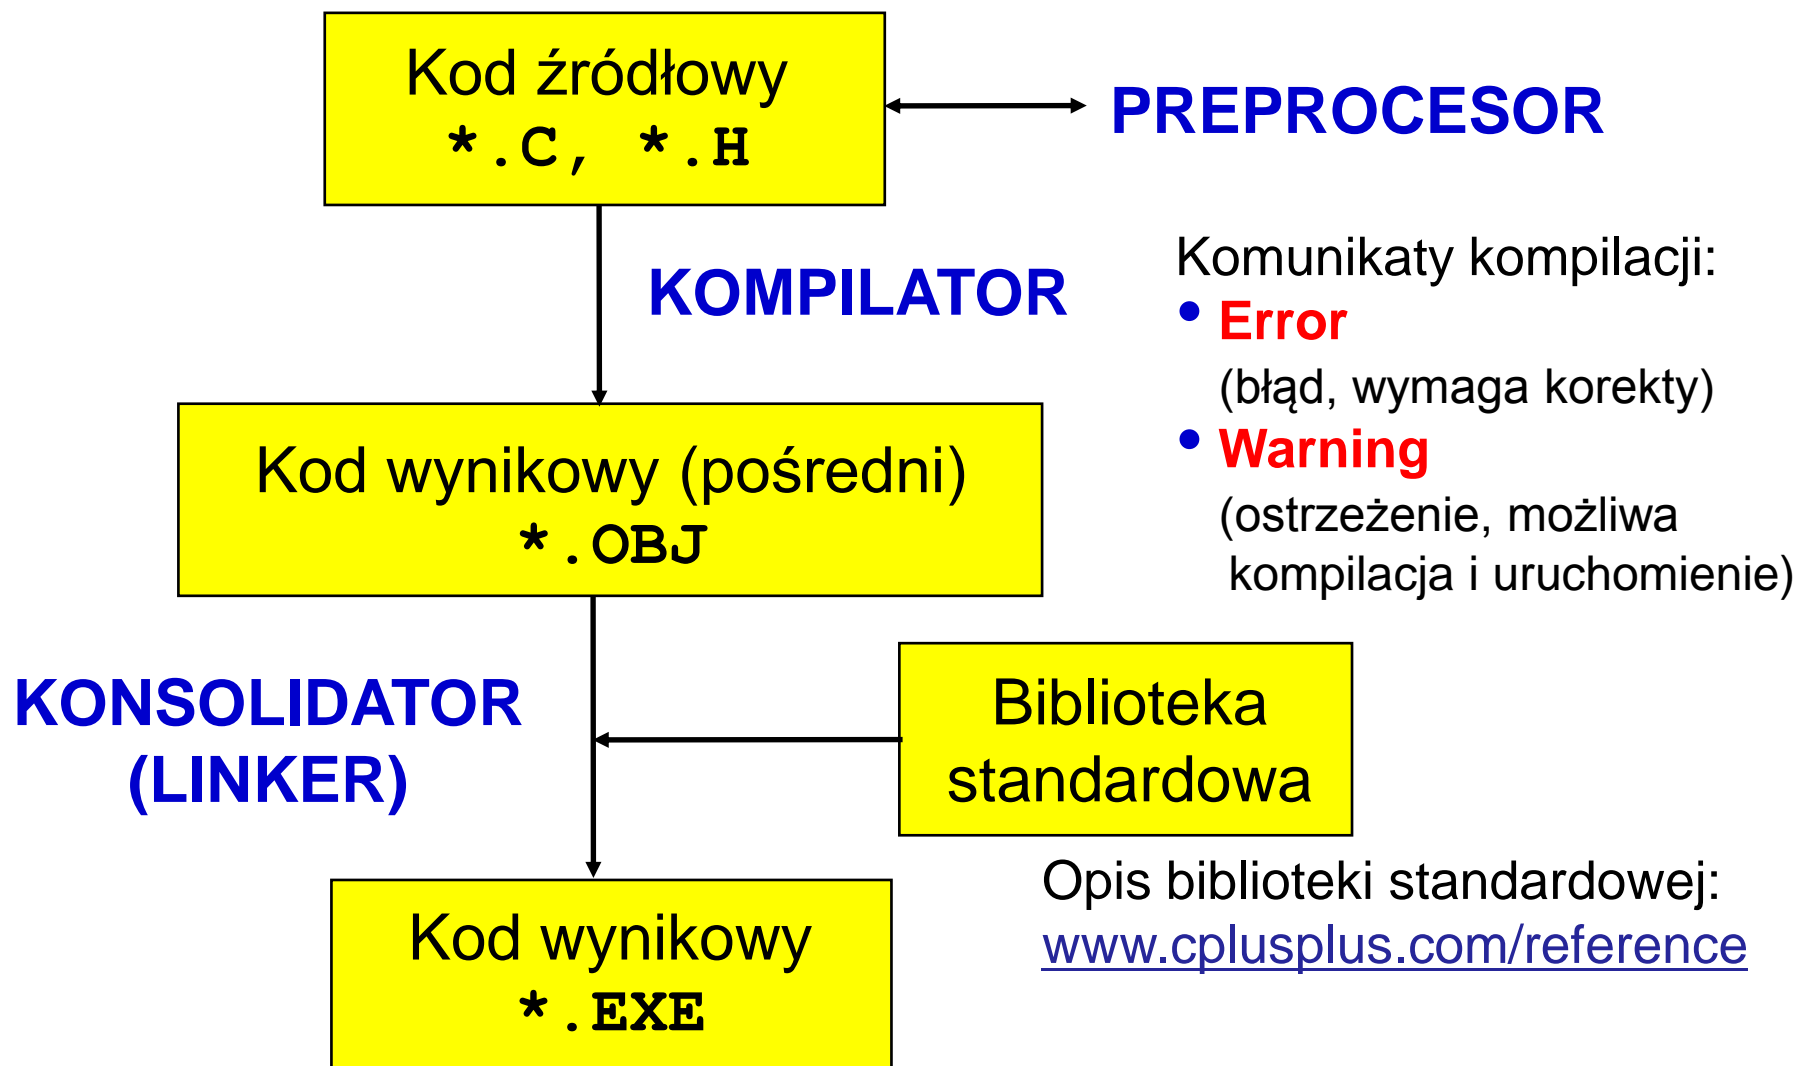 Kod źródłowy
*.C, *.H
PREPROCESOR
KOMPILATOR
Komunikaty kompilacji:
• Error
(błąd, wymaga korekty)
• Warning
(ostrzeżenie, możliwa
kompilacja i uruchomienie)
Kod wynikowy (pośredni)
*.OBJ
KONSOLIDATOR
(LINKER)
Biblioteka
standardowa
Opis biblioteki standardowej:
www.cplusplus.com/reference
Kod wynikowy
*.EXE